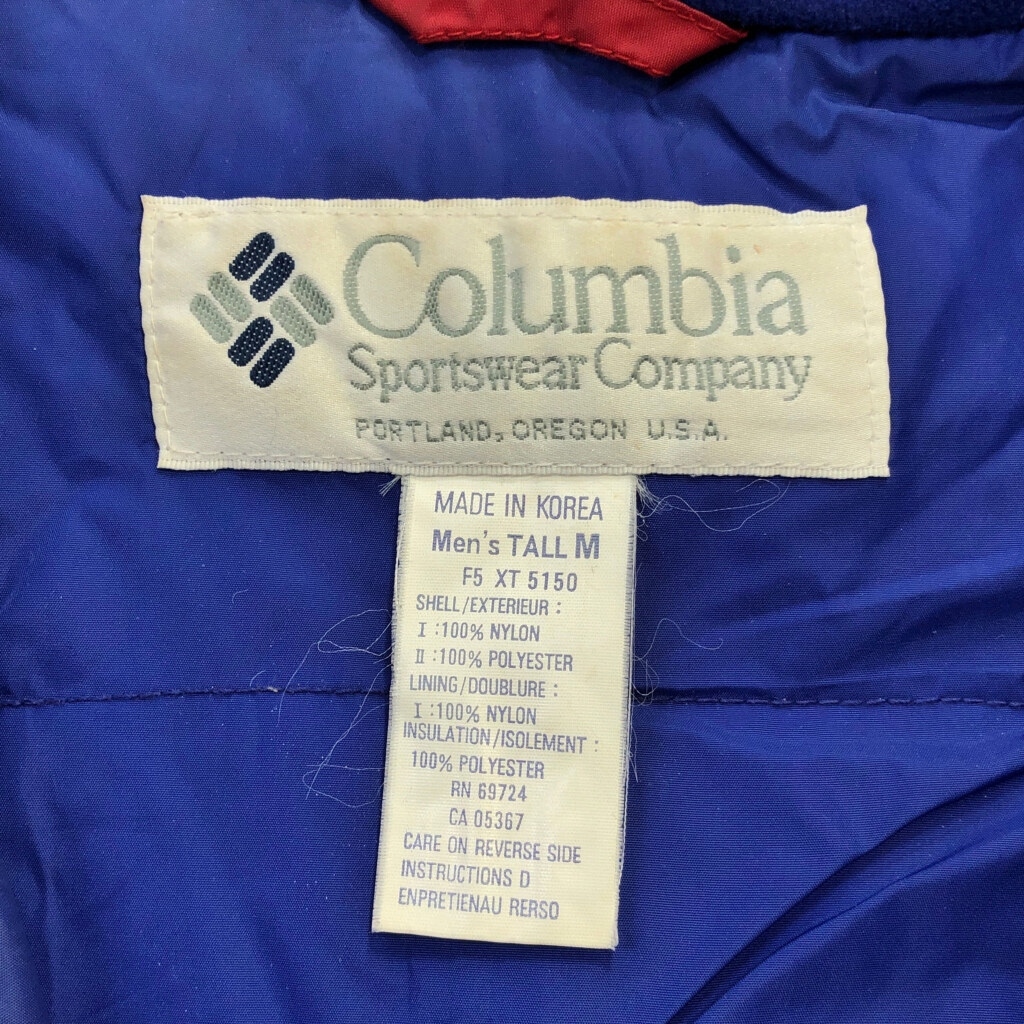 Columbia
Sportswear Company
PORTLAND, OREGON U.S.A.
MADE IN KOREA
Men's TALL M
F5 XT 5150
SHELL/EXTERIEUR :
I :100% NYLON
II :100% POLYESTER
LINING/DOUBLURE :
I :100% NYLON
INSULATION/ISOLEMENT :
100% POLYESTER
RN 69724
CA 05367
CARE ON REVERSE SIDE
INSTRUCTIONS D
ENPRETIENAU RERSO